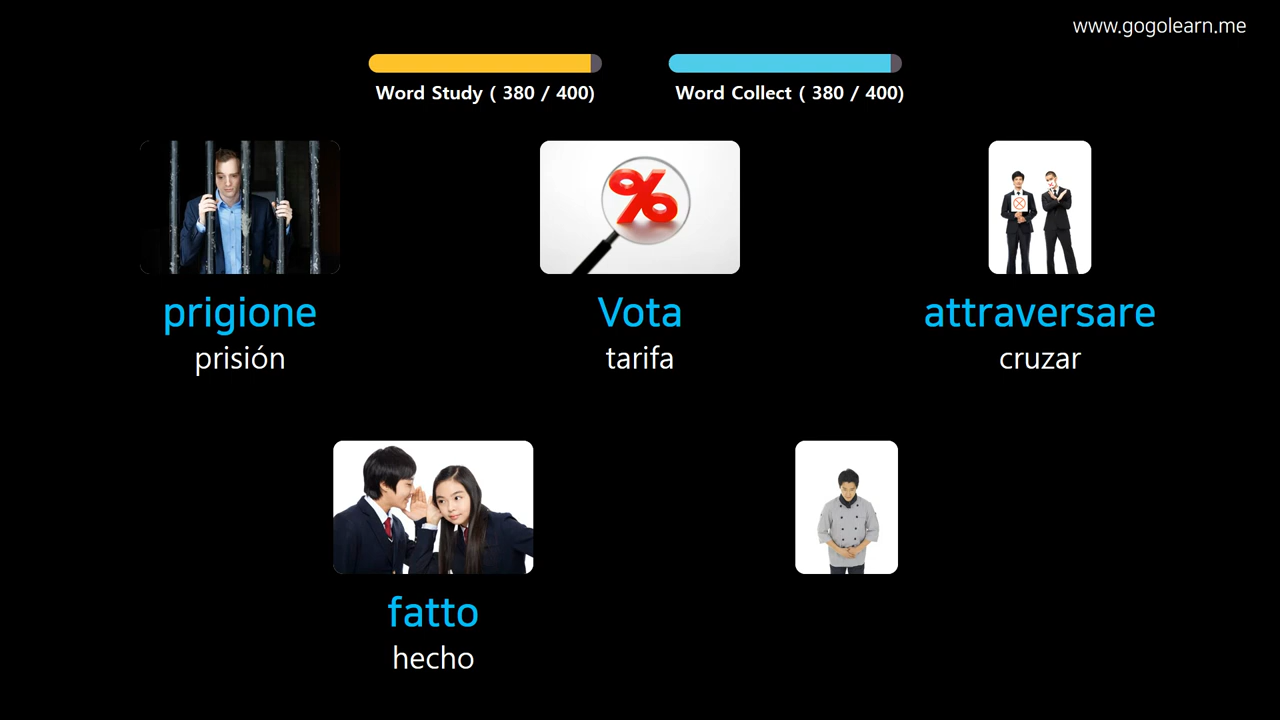 www.gogolearn.me
Word Study ( 380 / 400)
Word Collect ( 380 / 400)
prigione
prisión
Vota
tarifa
attraversare
cruzar
fatto
hecho